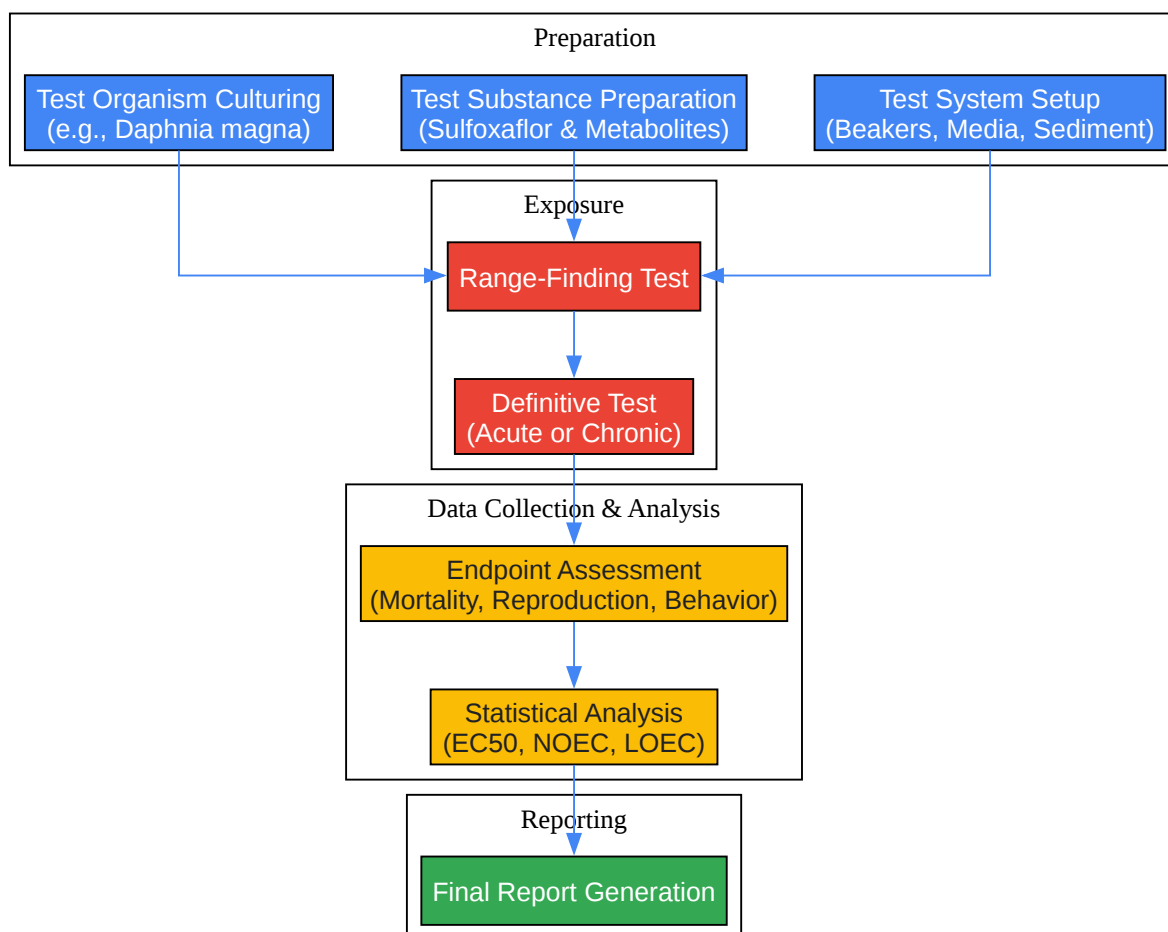 Preparation
Test Organism Culturing
(e.g., Daphnia magna)
Test Substance Preparation
(Sulfoxaflor & Metabolites)
Test System Setup
(Beakers, Media, Sediment)
Exposure
Range-Finding Test
Definitive Test
(Acute or Chronic)
Data Collection & Analysis
Endpoint Assessment
(Mortality, Reproduction, Behavior)
Statistical Analysis
(EC50, NOEC, LOEC)
Reporting
Final Report Generation